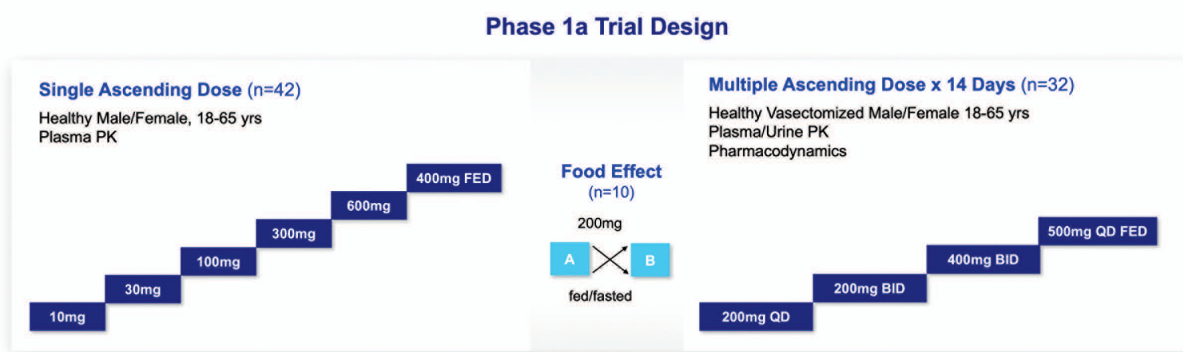 Phase 1a Trial Design
Single Ascending Dose (n=42)
Healthy Male/Female, 18-65 yrs
Plasma PK
400mg FED
600mg
300mg
100mg
30mg
10mg
Food Effect
(n=10)
200mg
A B
fed/fasted
Multiple Ascending Dose x 14 Days (n=32)
Healthy Vasectomized Male/Female 18-65 yrs
Plasma/Urine PK
Pharmacodynamics
500mg QD FED
400mg BID
200mg BID
200mg QD